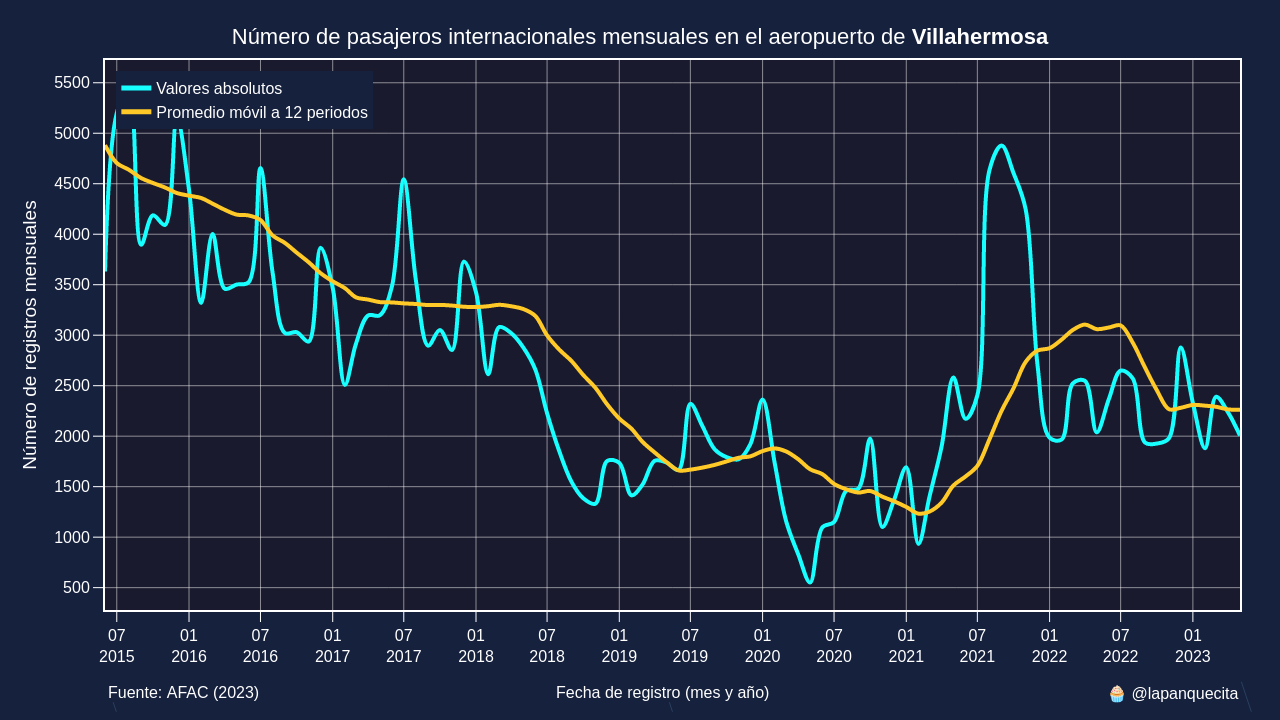 Número de pasajeros internacionales mensuales en el aeropuerto de Villahermosa
Valores absolutos
Promedio móvil a 12 periodos
Número de registros mensuales
5500
5000
4500
4000
3500
3000
2500
2000
1500
1000
500
07 01 07 01 07 01 07 01 07 01 07 01 07 01 07 01
2015 2016 2016 2017 2017 2018 2018 2019 2019 2020 2020 2021 2021 2022 2022 2023
Fuente: AFAC (2023)
Fecha de registro (mes y año)
🧁 @lapanquecita